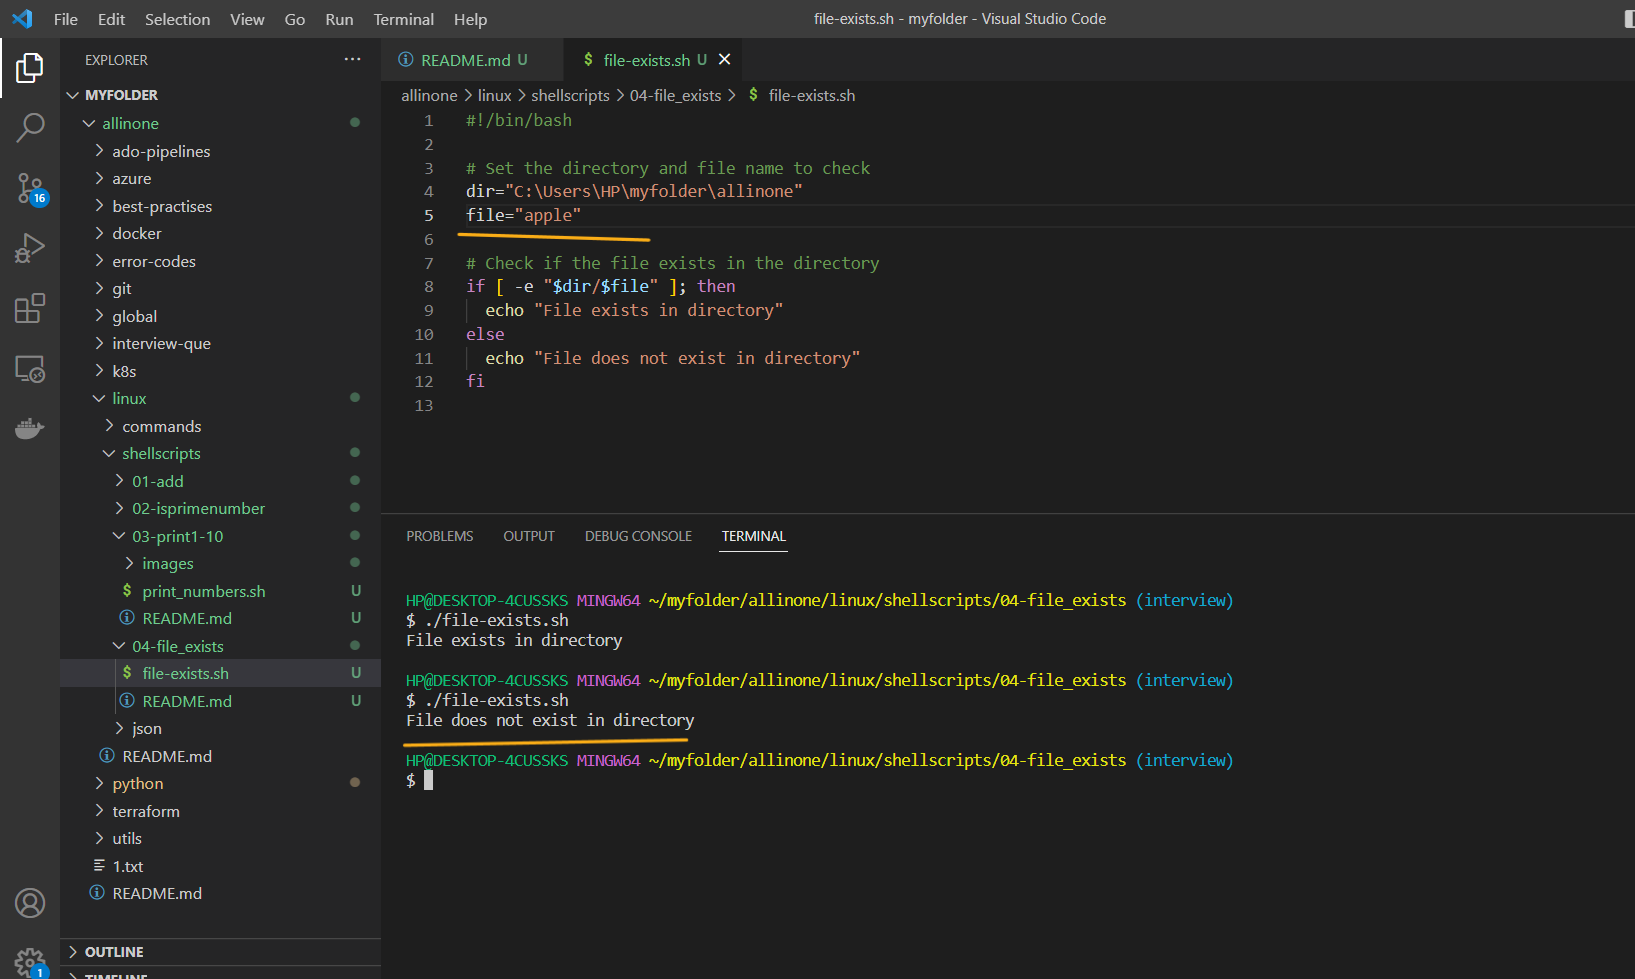 File Edit Selection View Go Run Terminal Help
file-exists.sh - myfolder - Visual Studio Code
EXPLORER
MYFOLDER
allinone
ado-pipelines
azure
best-practises
docker
error-codes
git
global
interview-que
k8s
linux
commands
shellscripts
01-add
02-isprimenumber
03-print1-10
images
$ print_numbers.sh U
README.md U
04-file_exists
$ file-exists.sh U
README.md U
json
README.md
python
terraform
utils
1.txt
README.md
OUTLINE
TIMELINE
16
1
README.md U
$ file-exists.sh U
allinone > linux > shellscripts > 04-file_exists > $ file-exists.sh
1 #!/bin/bash
2
3 # Set the directory and file name to check
4 dir="C:\Users\HP\myfolder\allinone"
5 file="apple"
6
7 # Check if the file exists in the directory
8 if [ -e "$dir/$file" ]; then
9 echo "File exists in directory"
10 else
11 echo "File does not exist in directory"
12 fi
13
PROBLEMS OUTPUT DEBUG CONSOLE TERMINAL
HP@DESKTOP-4CUSSKS MINGW64 ~/myfolder/allinone/linux/shellscripts/04-file_exists (interview)
$ ./file-exists.sh
File exists in directory
HP@DESKTOP-4CUSSKS MINGW64 ~/myfolder/allinone/linux/shellscripts/04-file_exists (interview)
$ ./file-exists.sh
File does not exist in directory
HP@DESKTOP-4CUSSKS MINGW64 ~/myfolder/allinone/linux/shellscripts/04-file_exists (interview)
$